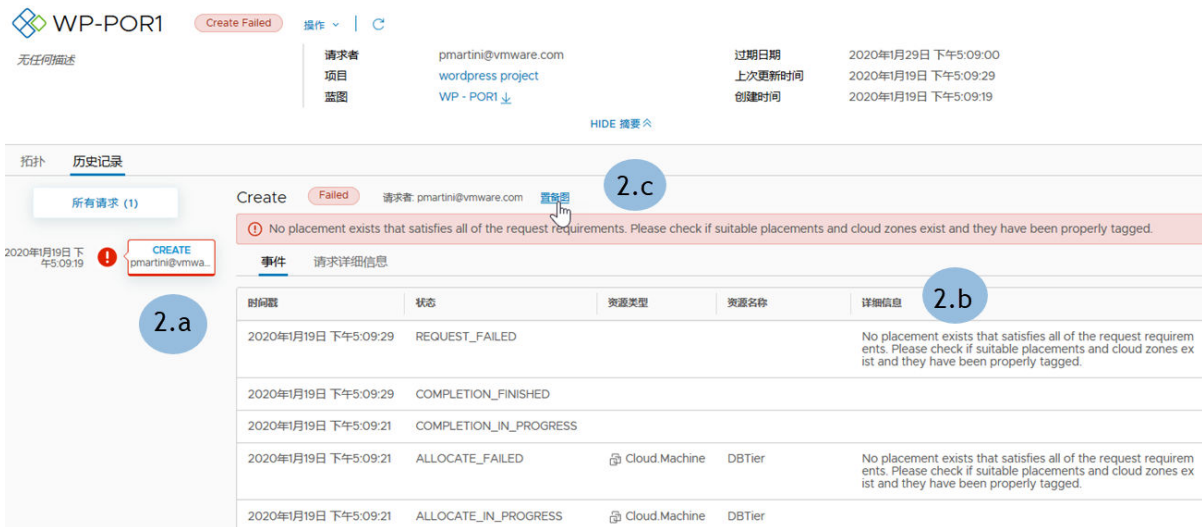 WP-POR1 Create Failed 操作
无任何描述
请求者 pmartini@vmware.com 过期日期 2020年1月29日 下午5:09:00
项目 wordpress project 上次更新时间 2020年1月19日 下午5:09:29
蓝图 WP - POR1 创建时间 2020年1月19日 下午5:09:19
HIDE 摘要
拓扑 历史记录
所有请求 (1)
Create Failed 请求者: pmartini@vmware.com 置备图 2.c
No placement exists that satisfies all of the request requirements. Please check if suitable placements and cloud zones exist and they have been properly tagged.
2020年1月19日 下
午5:09:19
CREATE
pmartini@vmwa...
2.a
事件 请求详细信息
时间戳 状态 资源类型 资源名称 详细信息 2.b
2020年1月19日 下午5:09:29 REQUEST_FAILED No placement exists that satisfies all of the request requirem
ents. Please check if suitable placements and cloud zones ex
ist and they have been properly tagged.
2020年1月19日 下午5:09:29 COMPLETION_FINISHED
2020年1月19日 下午5:09:21 COMPLETION_IN_PROGRESS
2020年1月19日 下午5:09:21 ALLOCATE_FAILED Cloud.Machine DBTier No placement exists that satisfies all of the request requirem
ents. Please check if suitable placements and cloud zones ex
ist and they have been properly tagged.
2020年1月19日 下午5:09:21 ALLOCATE_IN_PROGRESS Cloud.Machine DBTier